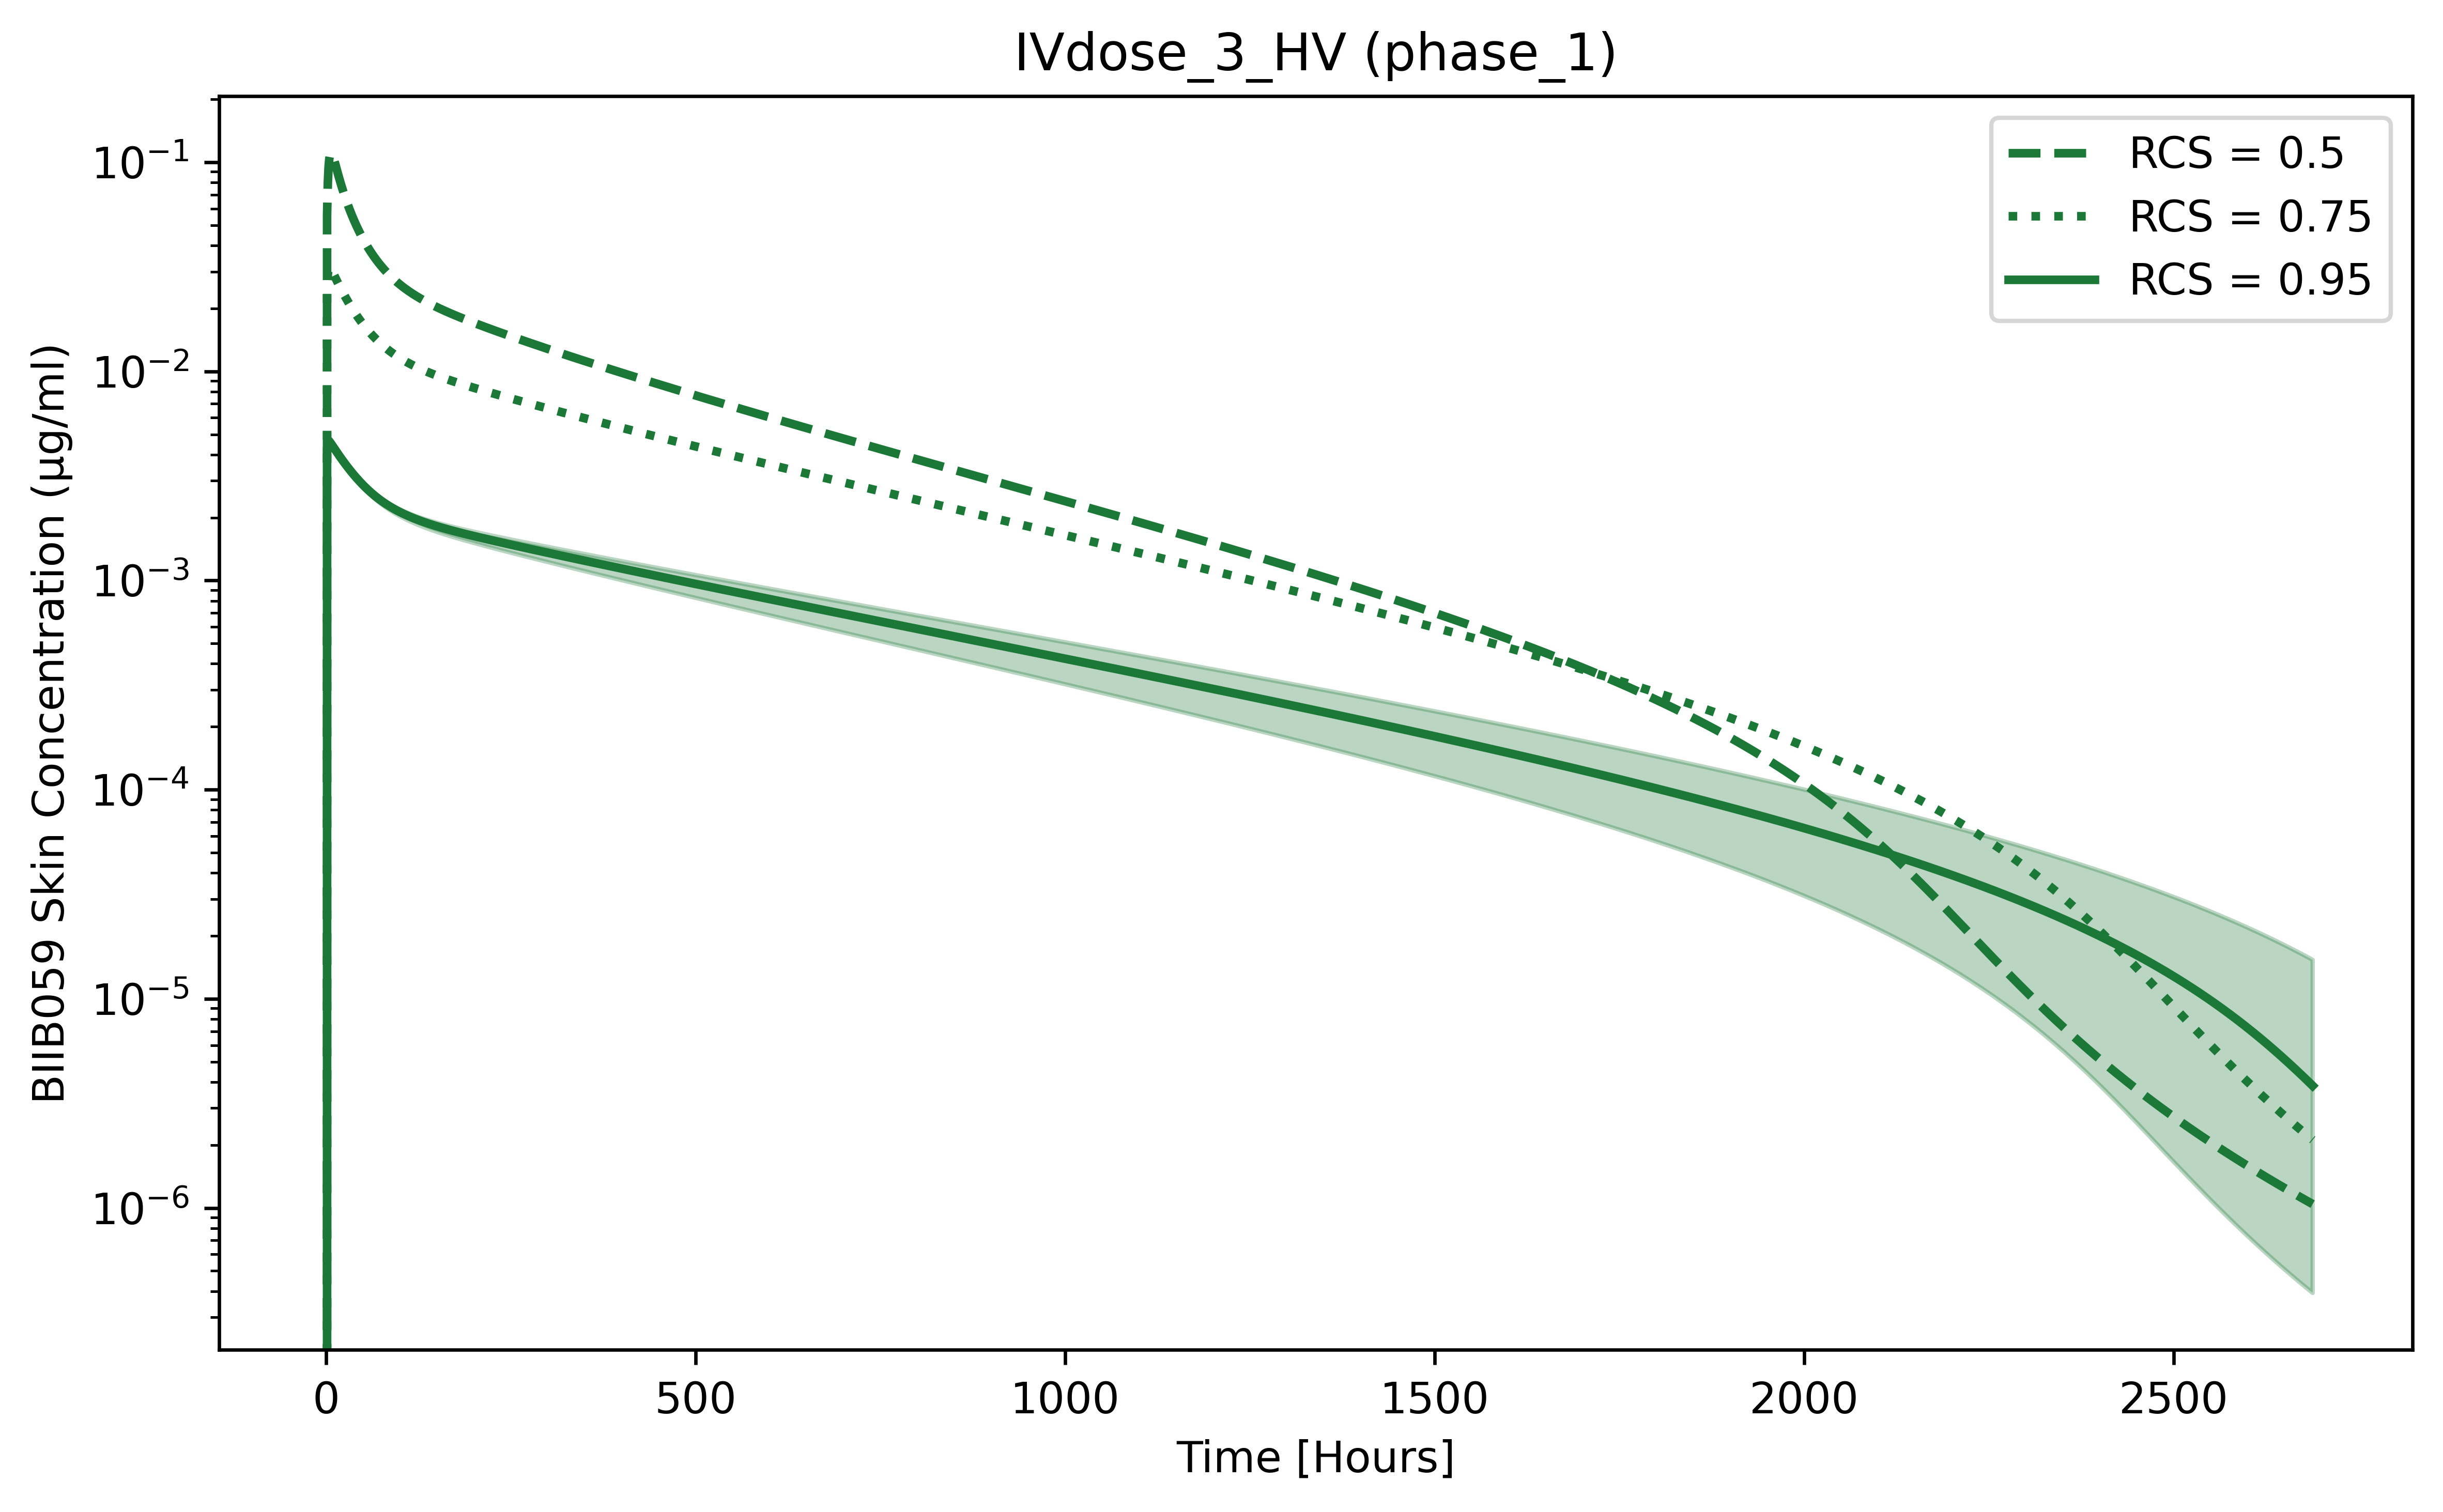 IVdose_3_HV (phase_1)
RCS = 0.5
RCS = 0.75
RCS = 0.95
BIIB059 Skin Concentration (µg/ml)
10⁻¹
10⁻²
10⁻³
10⁻⁴
10⁻⁵
10⁻⁶
0 500 1000 1500 2000 2500
Time [Hours]